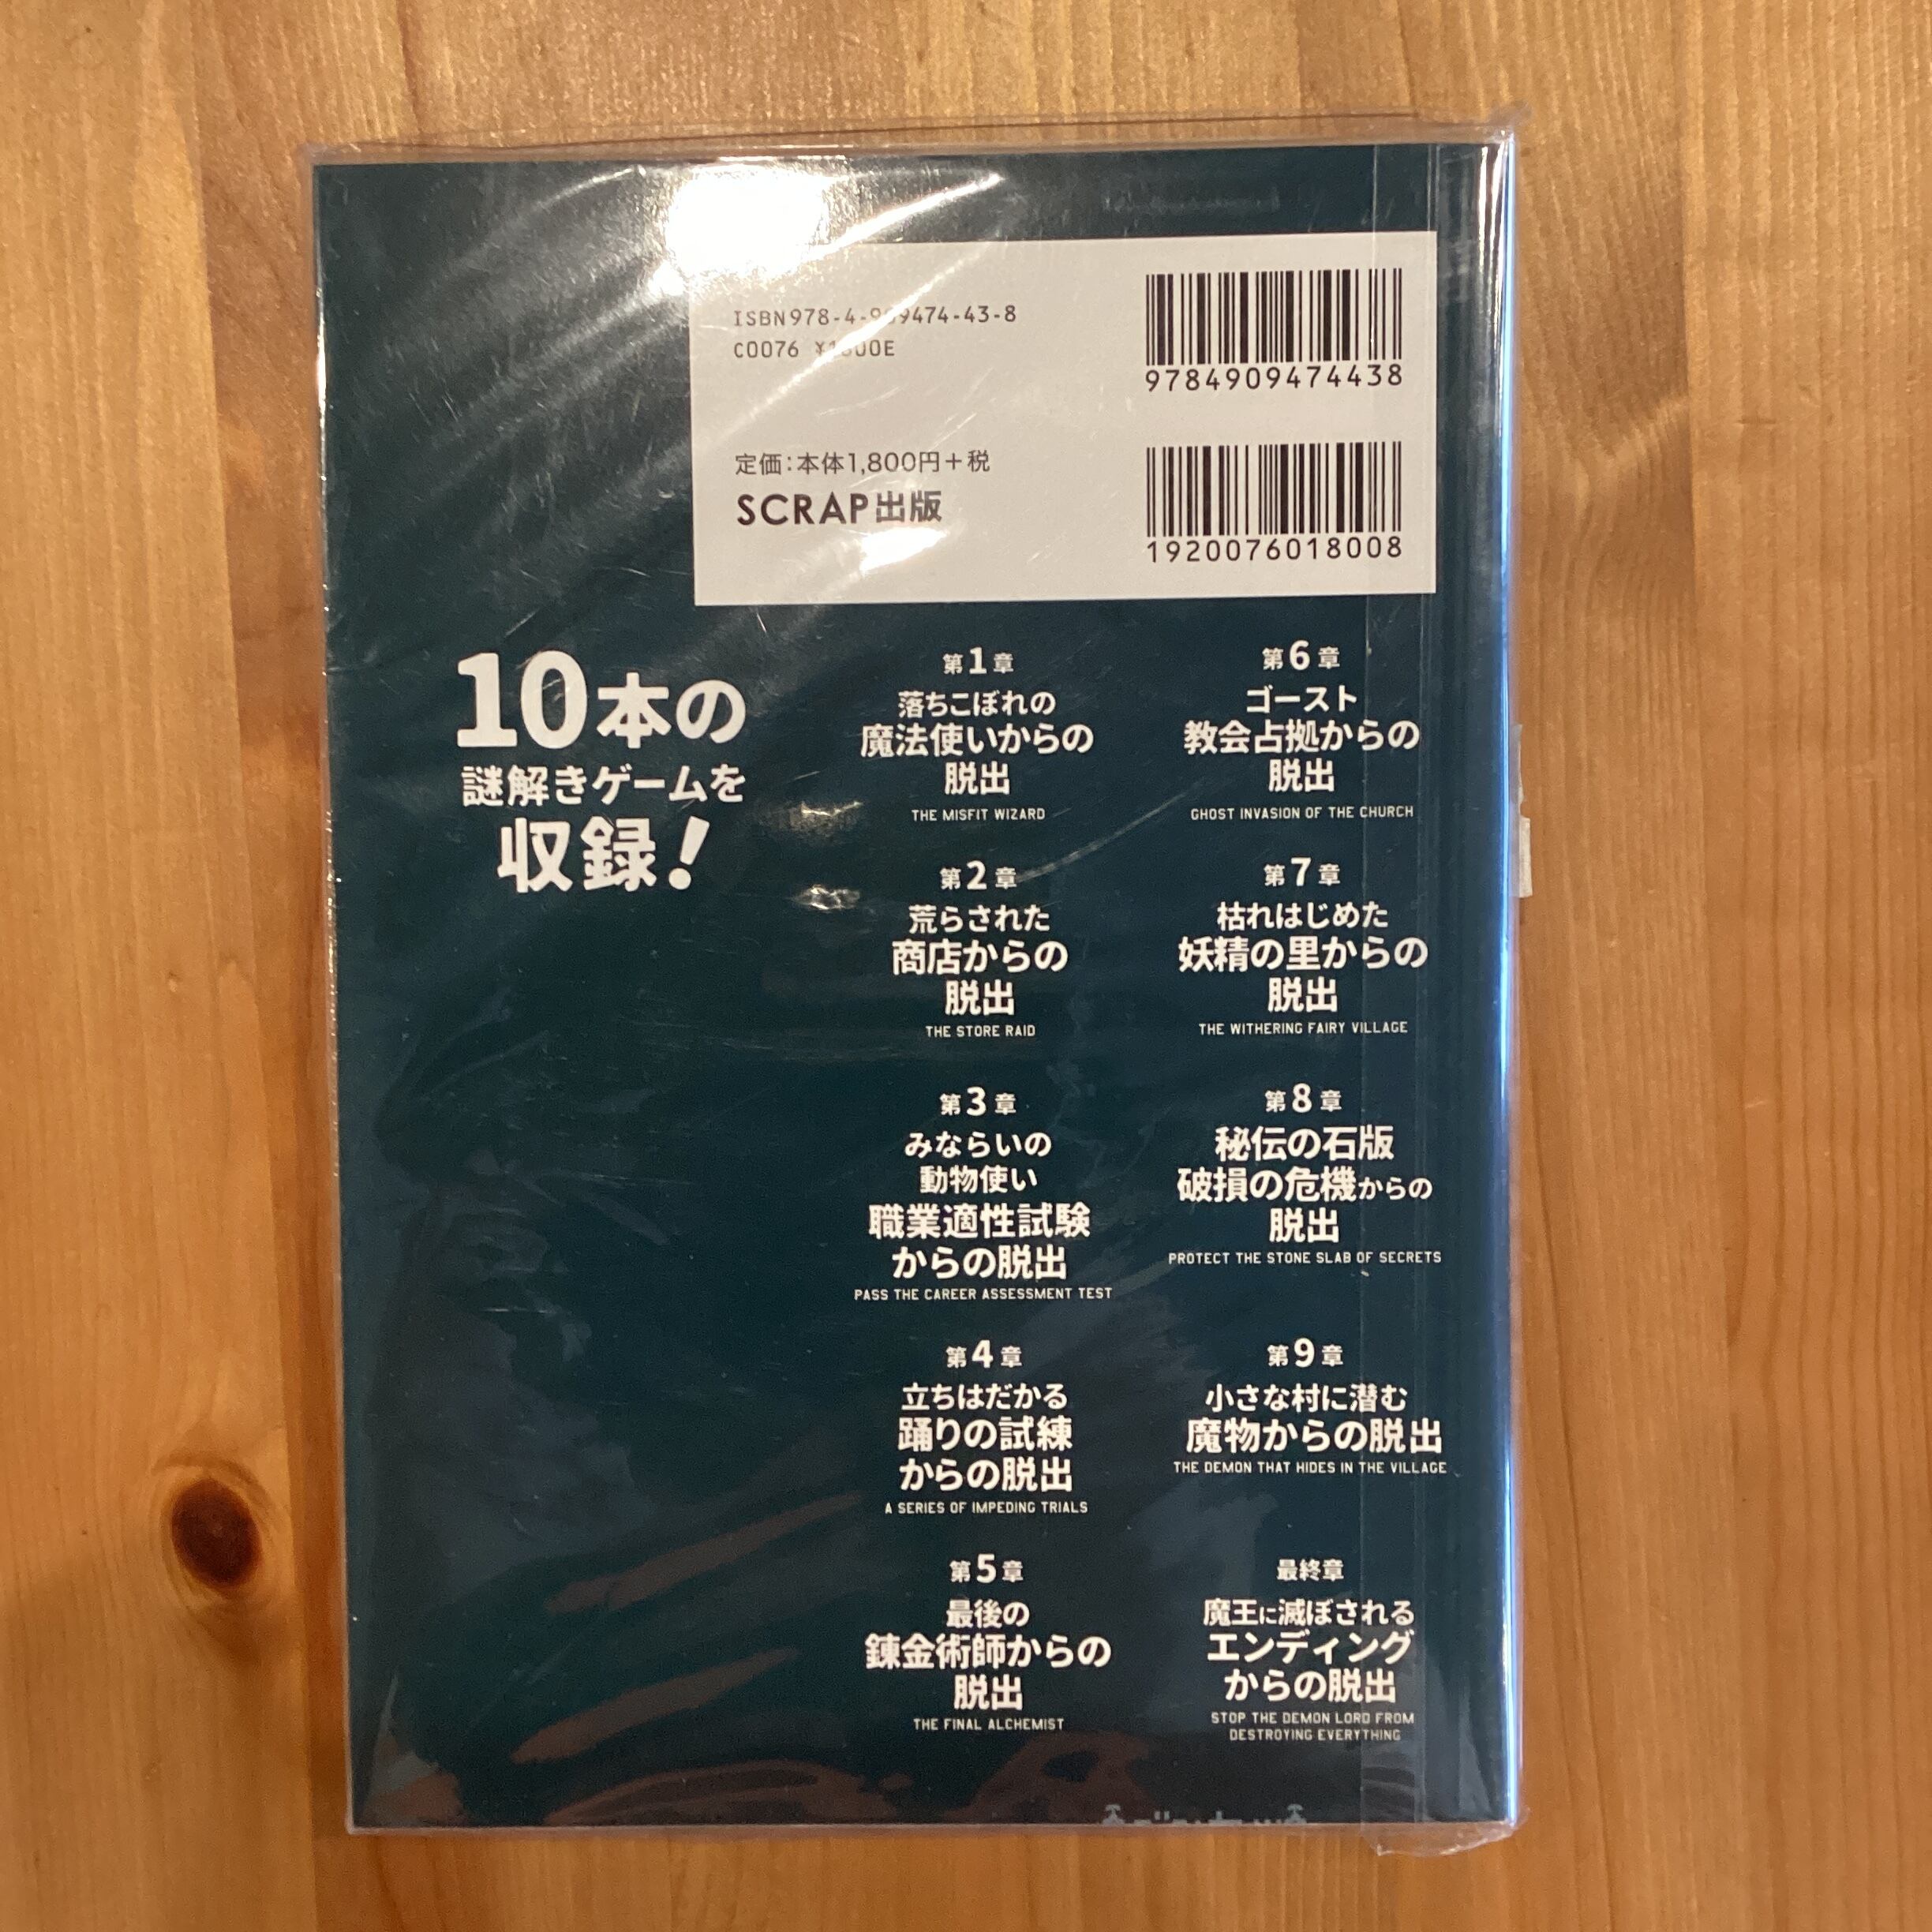 ISBN978-4-909474-43-8
C0076 ¥1800E
9784909474438
定価:本体1,800円+税
SCRAP出版
1920076018008
10本の
謎解きゲームを
収録!
第1章
落ちこぼれの
魔法使いからの
脱出
THE MISFIT WIZARD
第2章
荒らされた
商店からの
脱出
THE STORE RAID
第3章
みならいの
動物使い
職業適性試験
からの脱出
PASS THE CAREER ASSESSMENT TEST
第4章
立ちはだかる
踊りの試練
からの脱出
A SERIES OF IMPEDING TRIALS
第5章
最後の
錬金術師からの
脱出
THE FINAL ALCHEMIST
第6章
ゴースト
教会占拠からの
脱出
GHOST INVASION OF THE CHURCH
第7章
枯れはじめた
妖精の里からの
脱出
THE WITHERING FAIRY VILLAGE
第8章
秘伝の石版
破損の危機からの
脱出
PROTECT THE STONE SLAB OF SECRETS
第9章
小さな村に潜む
魔物からの脱出
THE DEMON THAT HIDES IN THE VILLAGE
最終章
魔王に滅ぼされる
エンディング
からの脱出
STOP THE DEMON LORD FROM
DESTROYING EVERYTHING